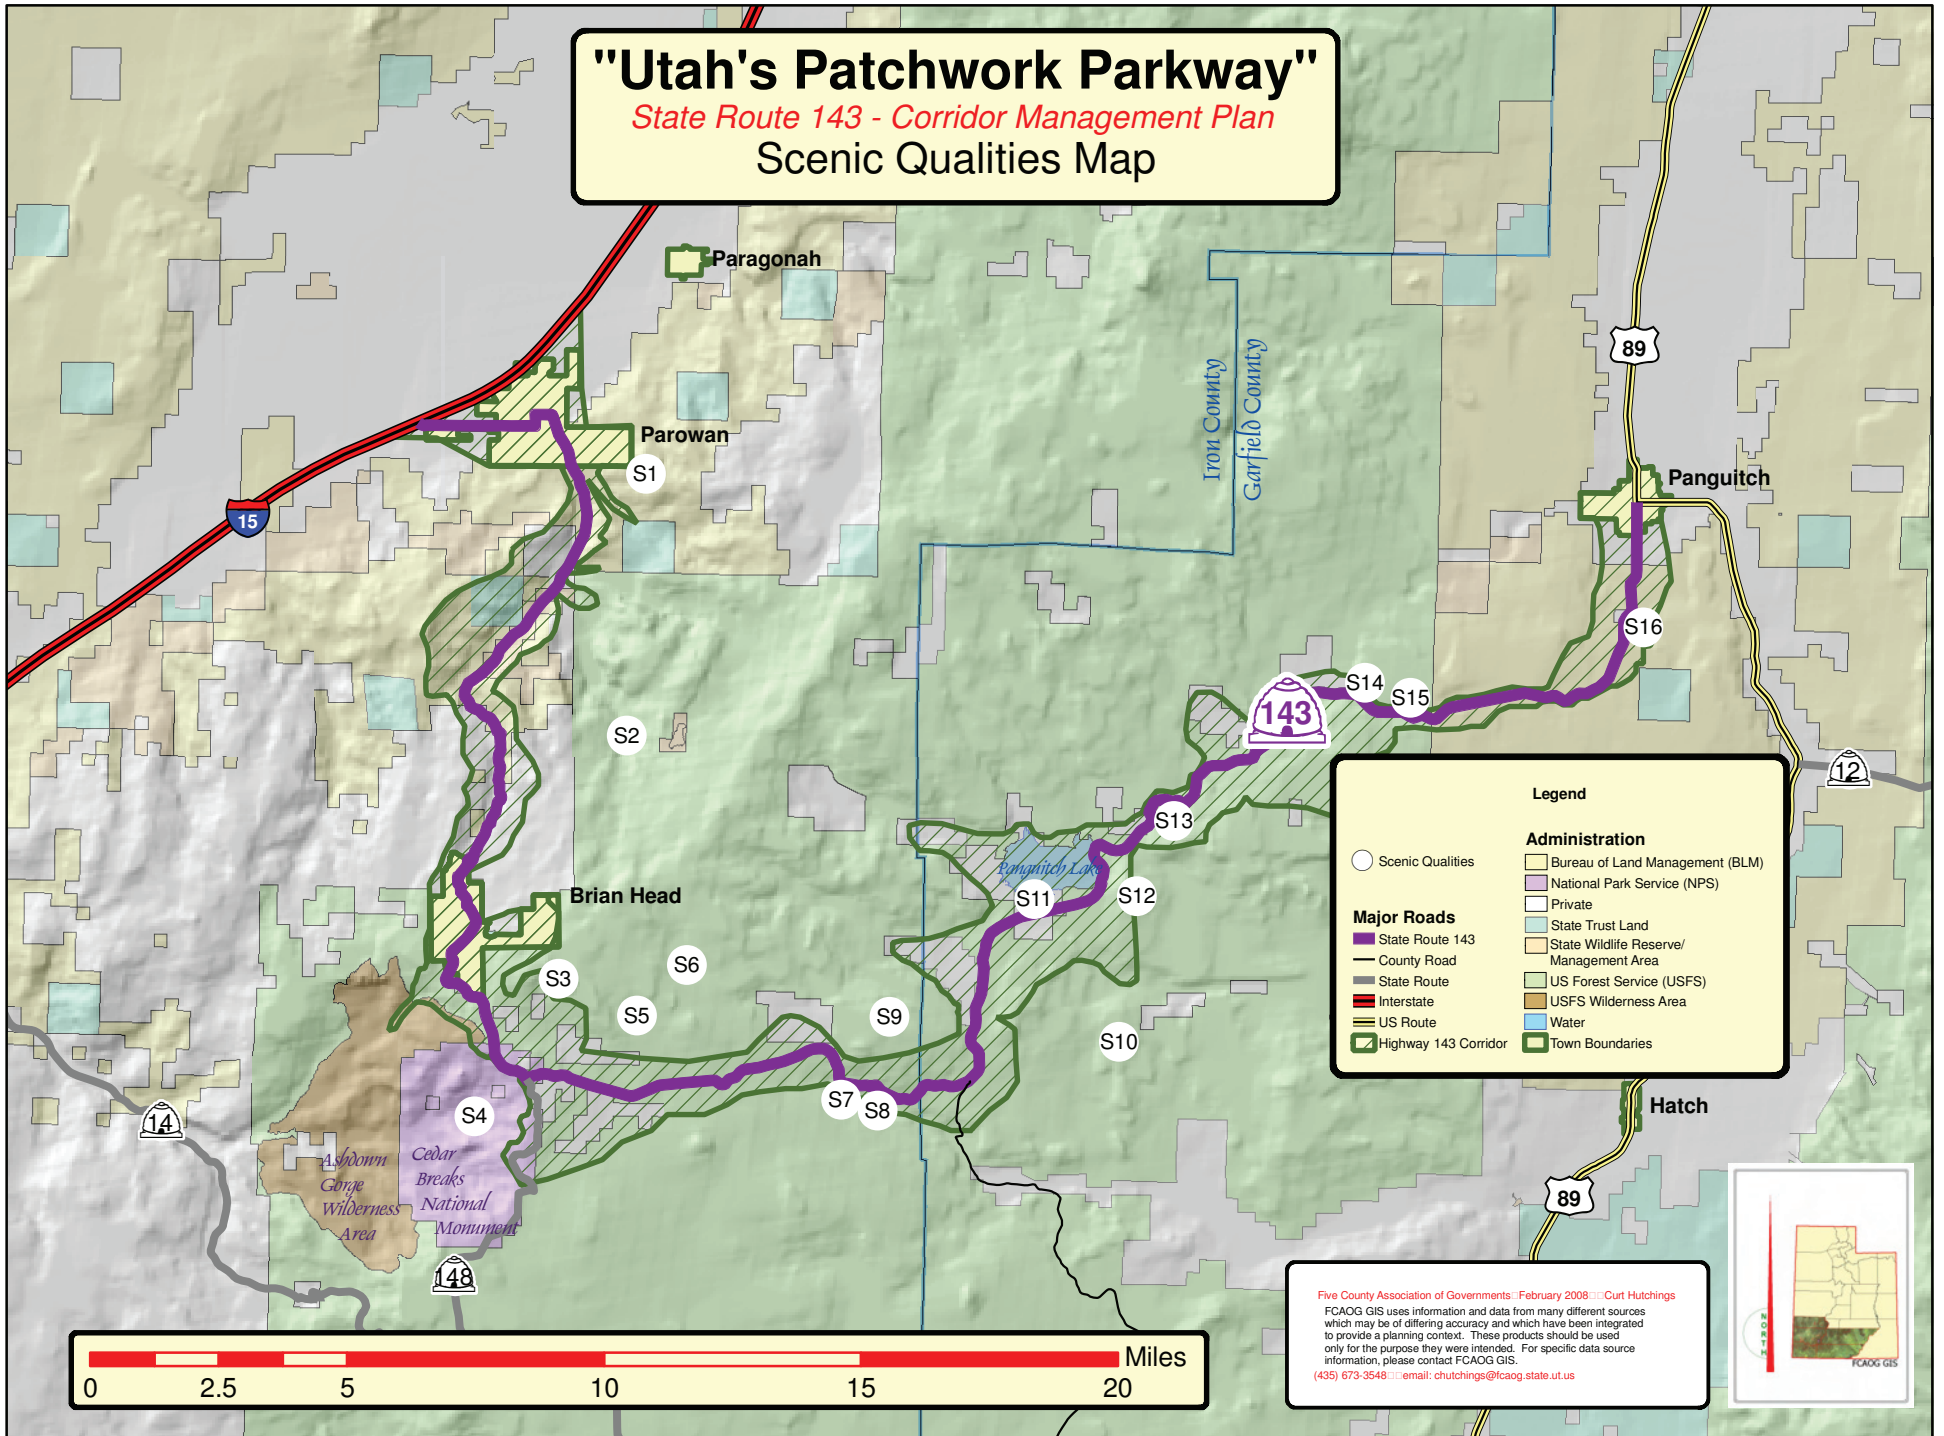 "Utah's Patchwork Parkway"
State Route 143 - Corridor Management Plan
Scenic Qualities Map
Paragonah
Iron County
Garfield County
89
Parowan
S1
Panguitch
15
S16
S14
S15
143
S2
12
S13
Panguitch Lake
S11
S12
Brian Head
S6
S3
S5
S9
S10
S7
S8
S4
14
Ashdown
Gorge
Wilderness
Area
Cedar
Breaks
National
Monument
148
Hatch
89
Legend
Scenic Qualities
Major Roads
State Route 143
County Road
State Route
Interstate
US Route
Highway 143 Corridor
Administration
Bureau of Land Management (BLM)
National Park Service (NPS)
Private
State Trust Land
State Wildlife Reserve/
Management Area
US Forest Service (USFS)
USFS Wilderness Area
Water
Town Boundaries
Miles
0 2.5 5 10 15 20
Five County Association of Governments□February 2008□□Curt Hutchings
FCAOG GIS uses information and data from many different sources
which may be of differing accuracy and which have been integrated
to provide a planning context. These products should be used
only for the purpose they were intended. For specific data source
information, please contact FCAOG GIS.
(435) 673-3548□□email: chutchings@fcaog.state.ut.us
NORTH
FCAOG GIS